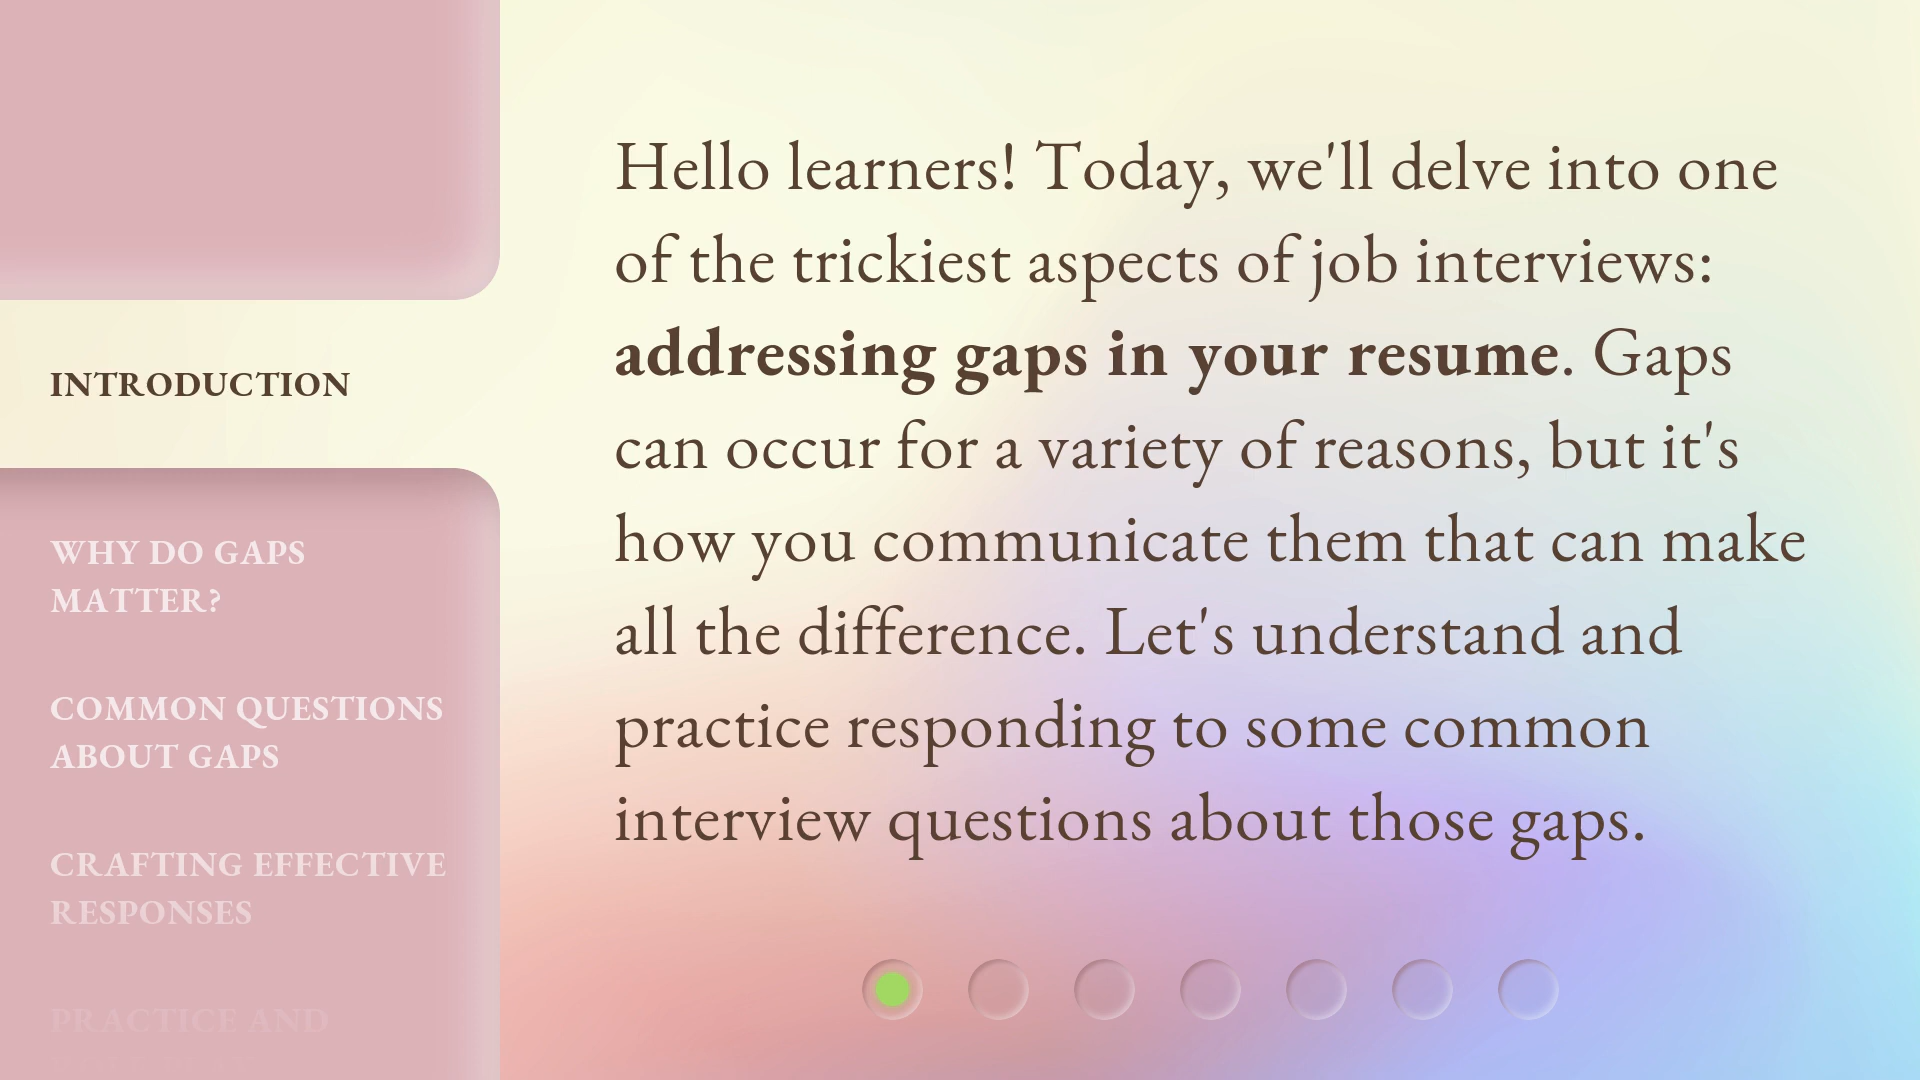 INTRODUCTION
WHY DO GAPS
MATTER?
COMMON QUESTIONS
ABOUT GAPS
CRAFTING EFFECTIVE
RESPONSES
PRACTICE AND
Hello learners! Today, we'll delve into one
of the trickiest aspects of job interviews:
addressing gaps in your resume. Gaps
can occur for a variety of reasons, but it's
how you communicate them that can make
all the difference. Let's understand and
practice responding to some common
interview questions about those gaps.